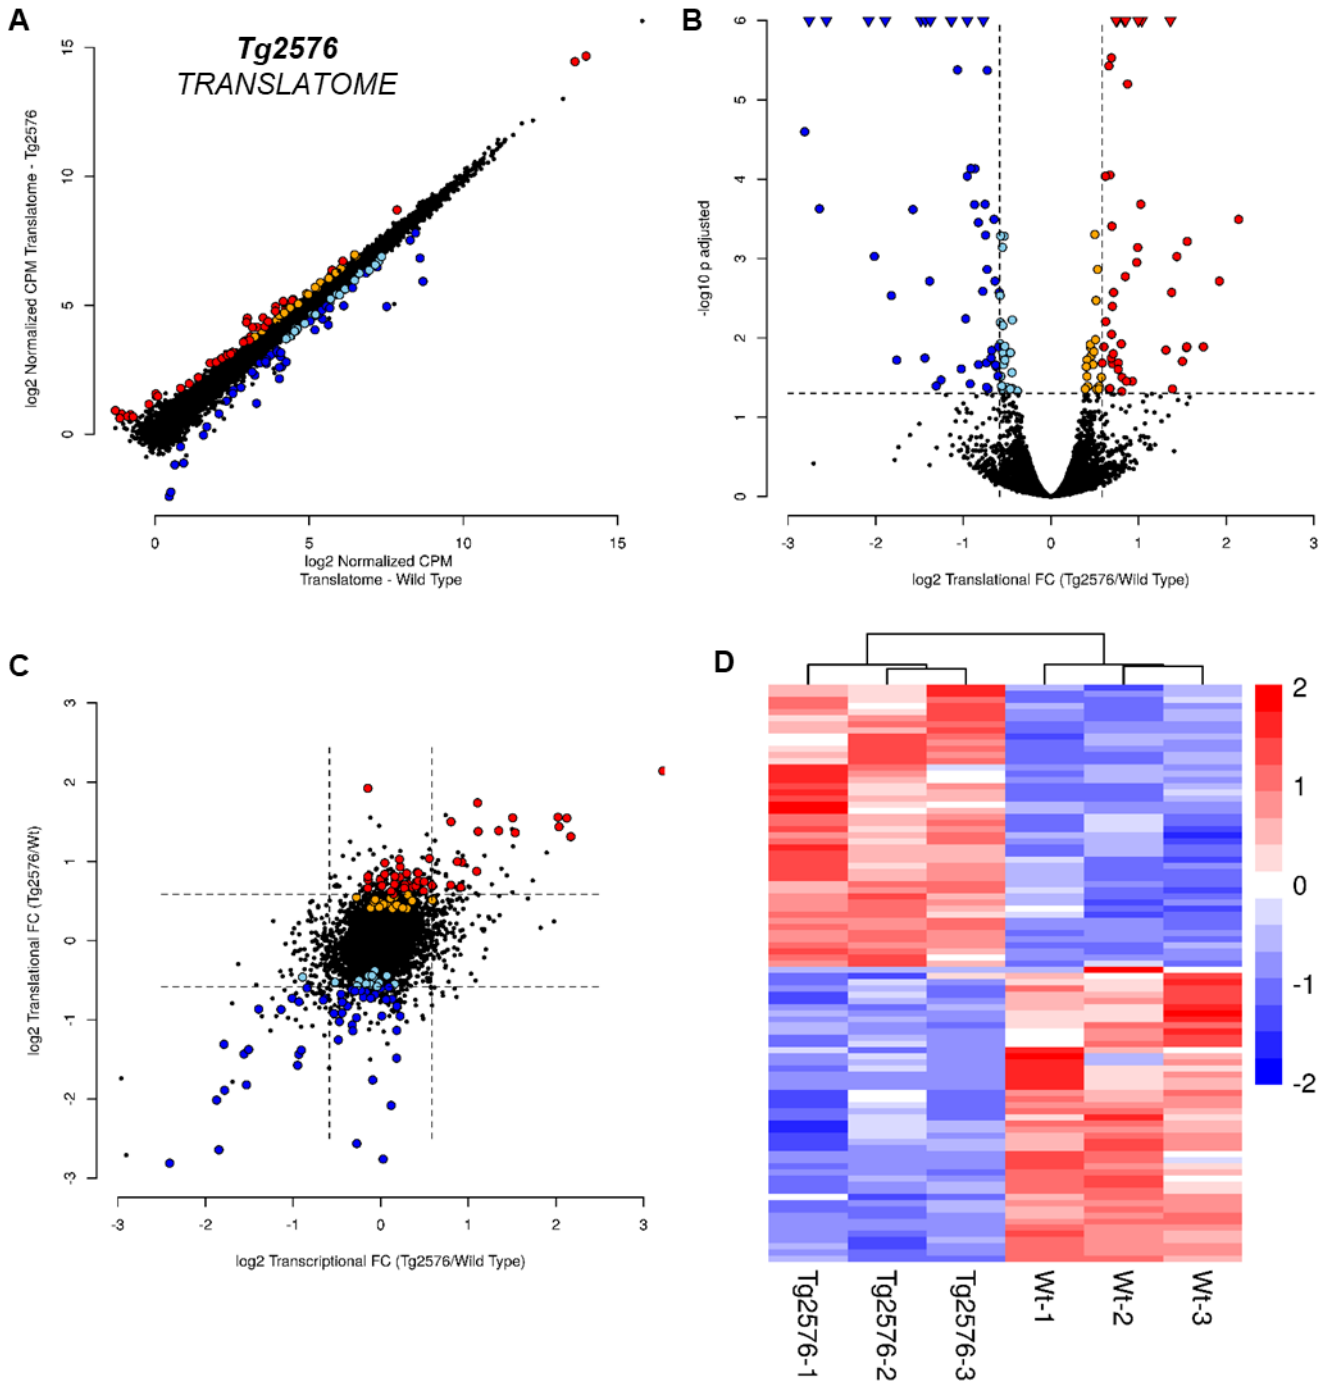 A
Tg2576
TRANSLATOME
log2 Normalized CPM Translatome - Tg2576
15
10
5
0
0
5
10
15
log2 Normalized CPM
Translatome - Wild Type
B
-log10 p adjusted
6
5
4
3
2
1
0
-3
-2
-1
0
1
2
3
log2 Translational FC (Tg2576/Wild Type)
C
log2 Translational FC (Tg2576/Wt)
3
2
1
0
-1
-2
-3
-3
-2
-1
0
1
2
3
log2 Transcriptional FC (Tg2576/Wild Type)
D
2
1
0
-1
-2
Tg2576-1
Tg2576-2
Tg2576-3
Wt-1
Wt-2
Wt-3